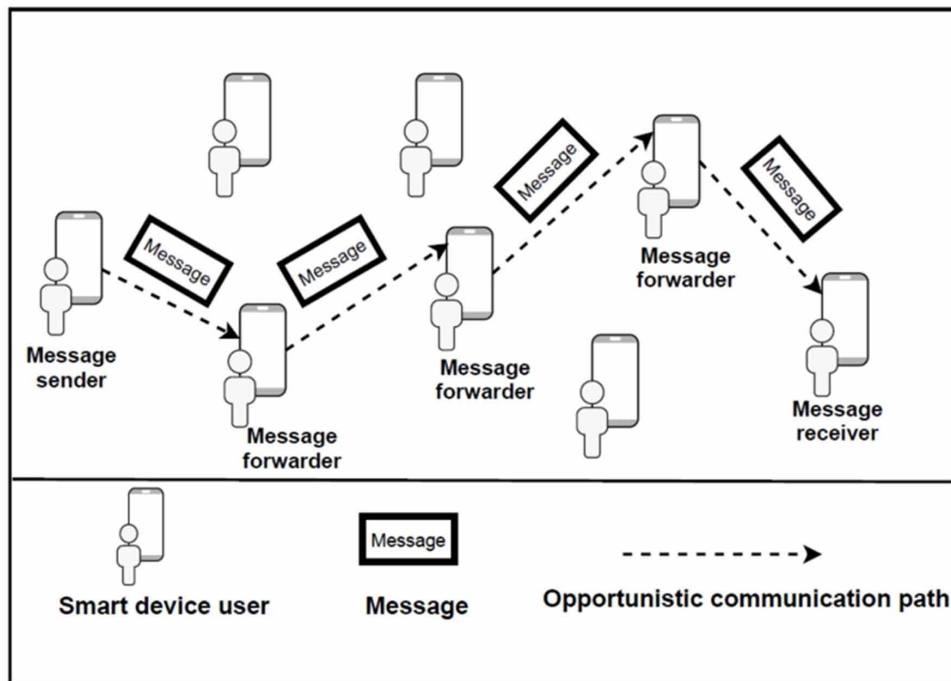 Message
Message
Message
Message
Message
sender
Message
forwarder
Message
forwarder
Message
forwarder
Message
receiver
Message
Smart device user
Message
Opportunistic communication path